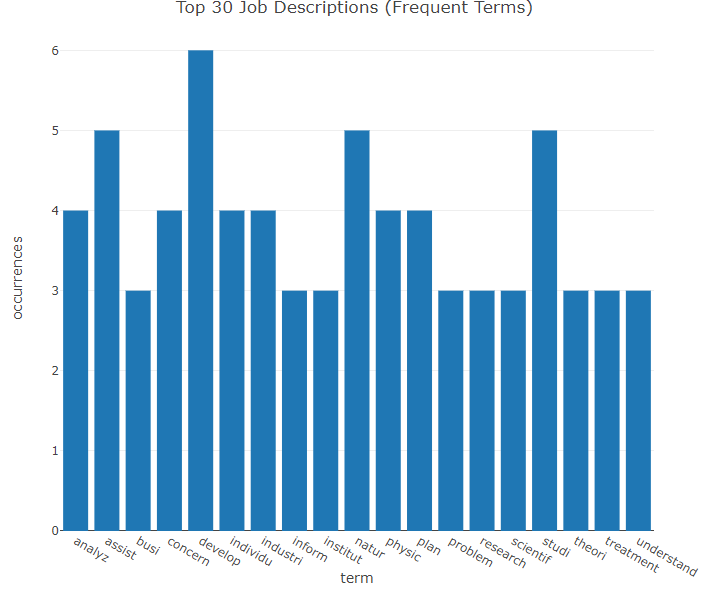 Top 30 Job Descriptions (Frequent Terms)
occurrences
6
5
4
3
2
1
0
analyz
assist
busi
concern
develop
individu
industri
inform
institut
natur
physic
plan
problem
research
scientif
studi
theori
treatment
understand
term